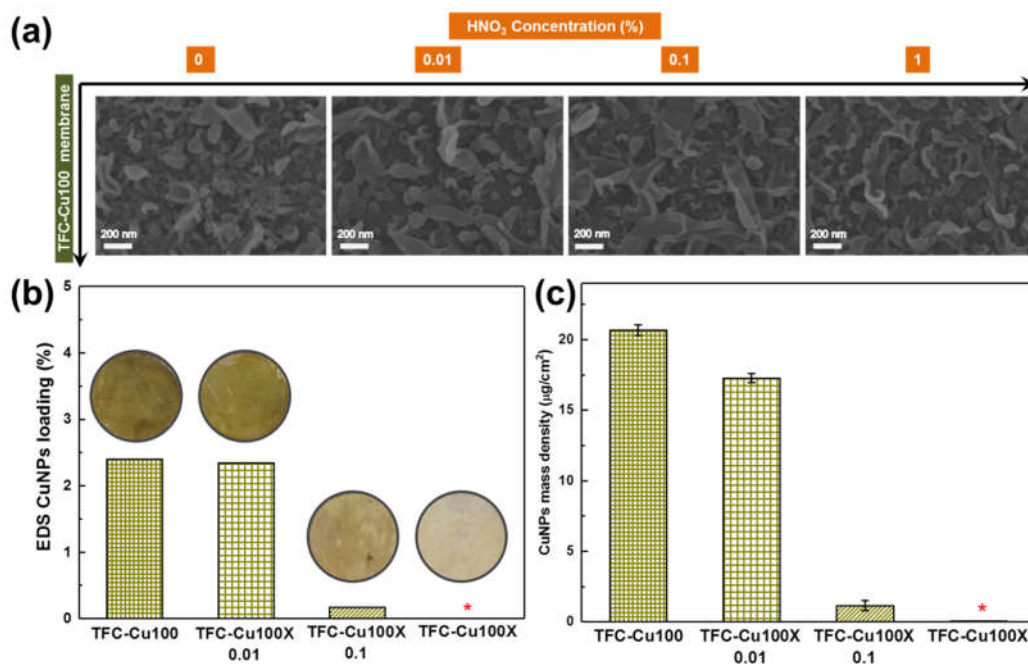 (a)
HNO₃ Concentration (%)
0
0.01
0.1
1
TFC-Cu100 membrane
200 nm
200 nm
200 nm
200 nm
(b)
EDS CuNPs loading (%)
5
4
3
2
1
0
*
TFC-Cu100
TFC-Cu100X
0.01
TFC-Cu100X
0.1
TFC-Cu100X
(c)
CuNPs mass density (µg/cm²)
20
15
10
5
0
*
TFC-Cu100
TFC-Cu100X
0.01
TFC-Cu100X
0.1
TFC-Cu100X